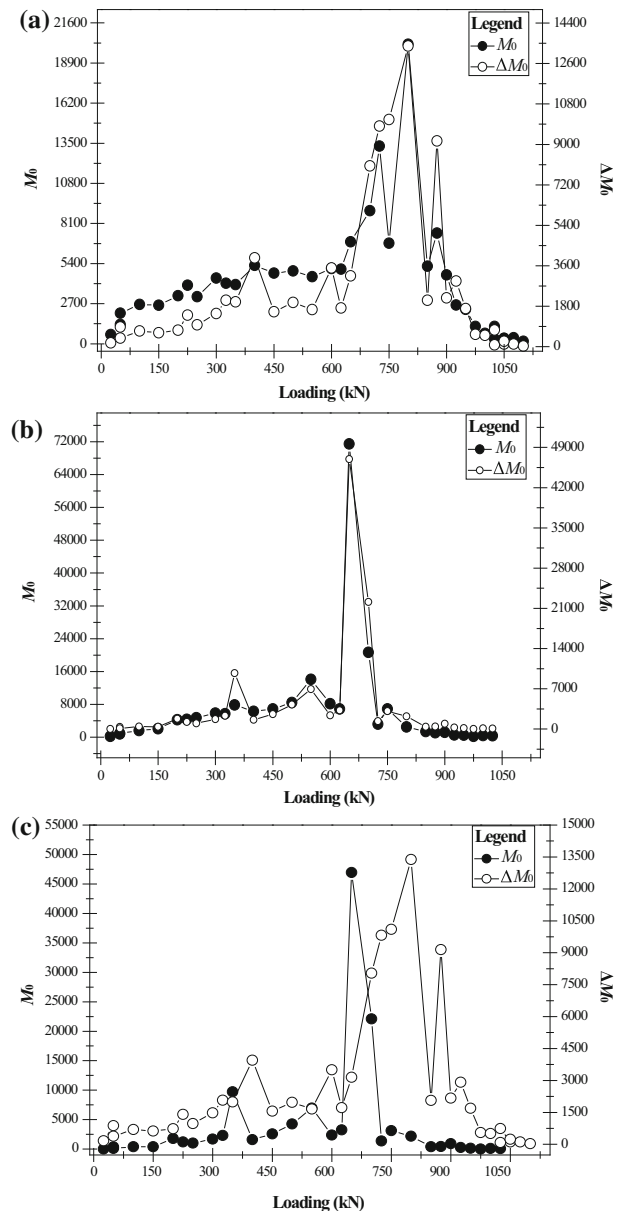 (a)
Legend
M₀
ΔM₀
21600
18900
16200
13500
10800
8100
5400
2700
0
M₀
14400
12600
10800
9000
7200
5400
3600
1800
0
ΔM₀
0 150 300 450 600 750 900 1050
Loading (kN)
(b)
Legend
M₀
ΔM₀
72000
64000
56000
48000
40000
32000
24000
16000
8000
0
M₀
49000
42000
35000
28000
21000
14000
7000
0
ΔM₀
0 150 300 450 600 750 900 1050
Loading (kN)
(c)
Legend
M₀
ΔM₀
55000
50000
45000
40000
35000
30000
25000
20000
15000
10000
5000
0
M₀
15000
13500
12000
10500
9000
7500
6000
4500
3000
1500
0
ΔM₀
0 150 300 450 600 750 900 1050
Loading (kN)